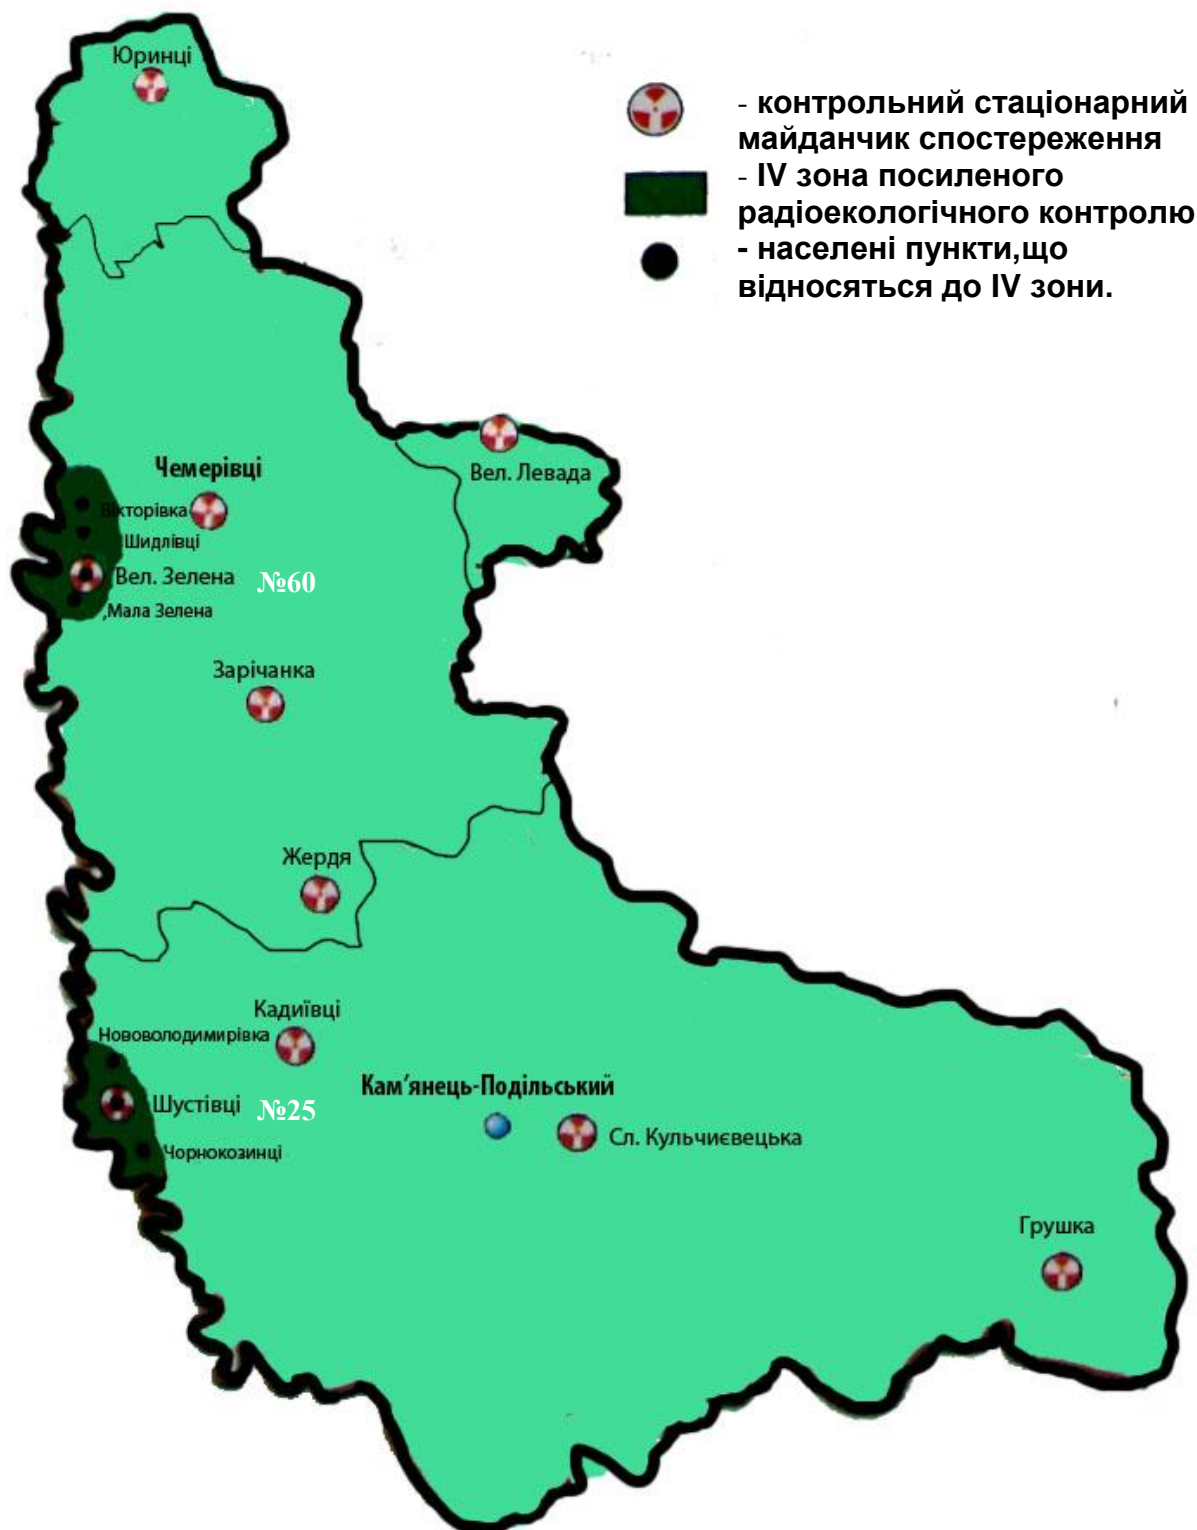 Юринці
- контрольний стаціонарний
майданчик спостереження
- IV зона посиленого
радіоекологічного контролю
- населені пункти,що
відносяться до IV зони.
Вел. Левада
Чемерівці
Вікторівка
Шидлівці
Вел. Зелена №60
,Мала Зелена
Зарічанка
Жердя
Кадиївці
Нововолодимирівка
Кам'янець-Подільський
Шустівці №25
Сл. Кульчиєвецька
Чорнокозинці
Грушка